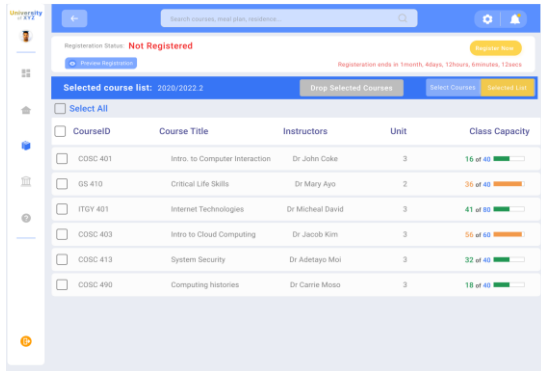 University
of XYZ
Search courses, meal plan, residence...
Registeration Status: Not Registered
Register Now
Preview Registration
Registeration ends in 1month, 4days, 12hours, 6minutes, 12secs
Selected course list: 2020/2022.2
Drop Selected Courses
Select Courses
Selected List
Select All
CourseID Course Title Instructors Unit Class Capacity
COSC 401 Intro. to Computer Interaction Dr John Coke 3 16 of 40
GS 410 Critical Life Skills Dr Mary Ayo 2 36 of 40
ITGY 401 Internet Technologies Dr Micheal David 3 41 of 80
COSC 403 Intro to Cloud Computing Dr Jacob Kim 3 56 of 60
COSC 413 System Security Dr Adetayo Moi 3 32 of 40
COSC 490 Computing histories Dr Carrie Moso 3 18 of 40